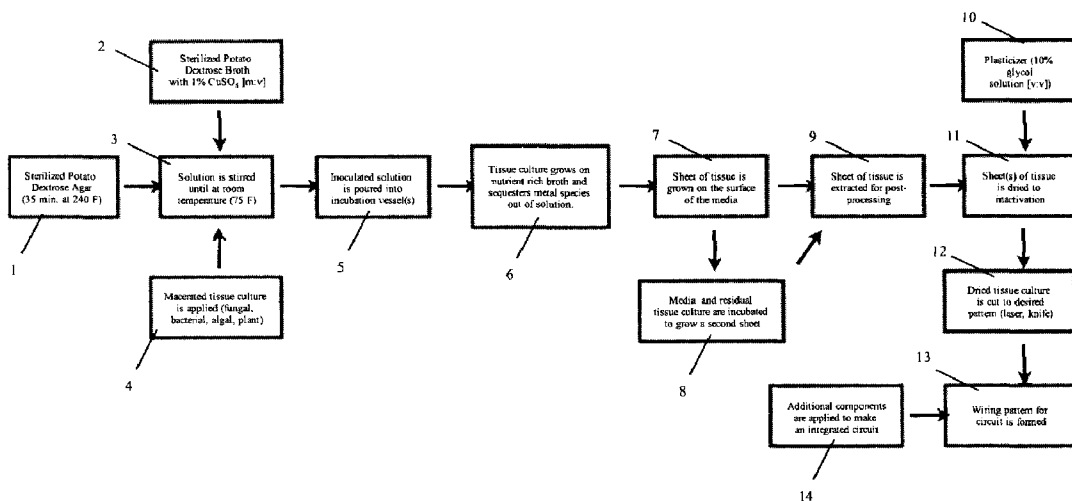 2
Sterilized Potato
Dextrose Broth
with 1% CuSO4 ]m:v]
10
Plasticizer (10%
glycol
solution [v:v])
1
Sterilized Potato
Dextrose Agar
(35 min. at 240 F)
3
Solution is stirred
until at room
temperature (75 F)
4
Macerated tissue culture
is applied (fungal,
bacterial, algal, plant)
5
Inoculated solution
is poured into
incubation vessel(s)
6
Tissue culture grows on
nutrient rich broth and
sequesters metal species
out of solution.
7
Sheet of tissue is
grown on the surface
of the media
8
Media and residual
tissue culture are incubated
to grow a second sheet
9
Sheet of tissue is
extracted for post-
processing
11
Sheet(s) of tissue
is dried to
inactivation
12
Dried tissue culture
is cut to desired
pattern (laser, knife)
13
Wiring pattern for
circuit is formed
14
Additional components
are applied to make
an integrated circuit